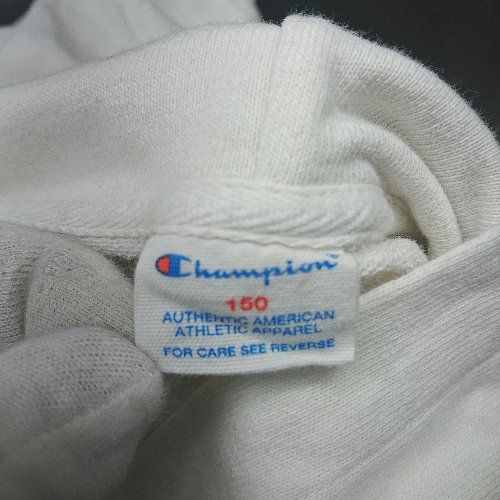 Champion
150
AUTHENTIC AMERICAN
ATHLETIC APPAREL
FOR CARE SEE REVERSE